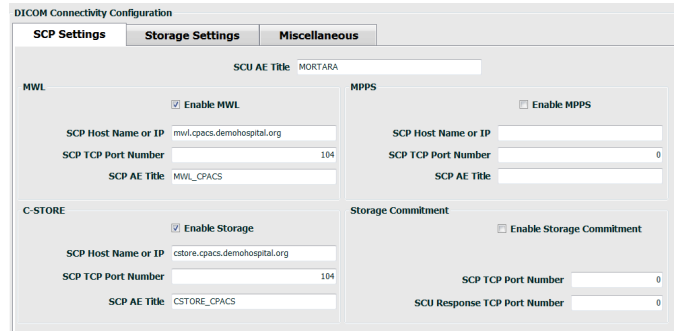 DICOM Connectivity Configuration
SCP Settings Storage Settings Miscellaneous
SCU AE Title MORTARA
MWL
Enable MWL
SCP Host Name or IP mwl.cpacs.demohospital.org
SCP TCP Port Number 104
SCP AE Title MWL_CPACS
MPPS
Enable MPPS
SCP Host Name or IP
SCP TCP Port Number 0
SCP AE Title
C-STORE
Enable Storage
SCP Host Name or IP cstore.cpacs.demohospital.org
SCP TCP Port Number 104
SCP AE Title CSTORE_CPACS
Storage Commitment
Enable Storage Commitment
SCP TCP Port Number 0
SCU Response TCP Port Number 0